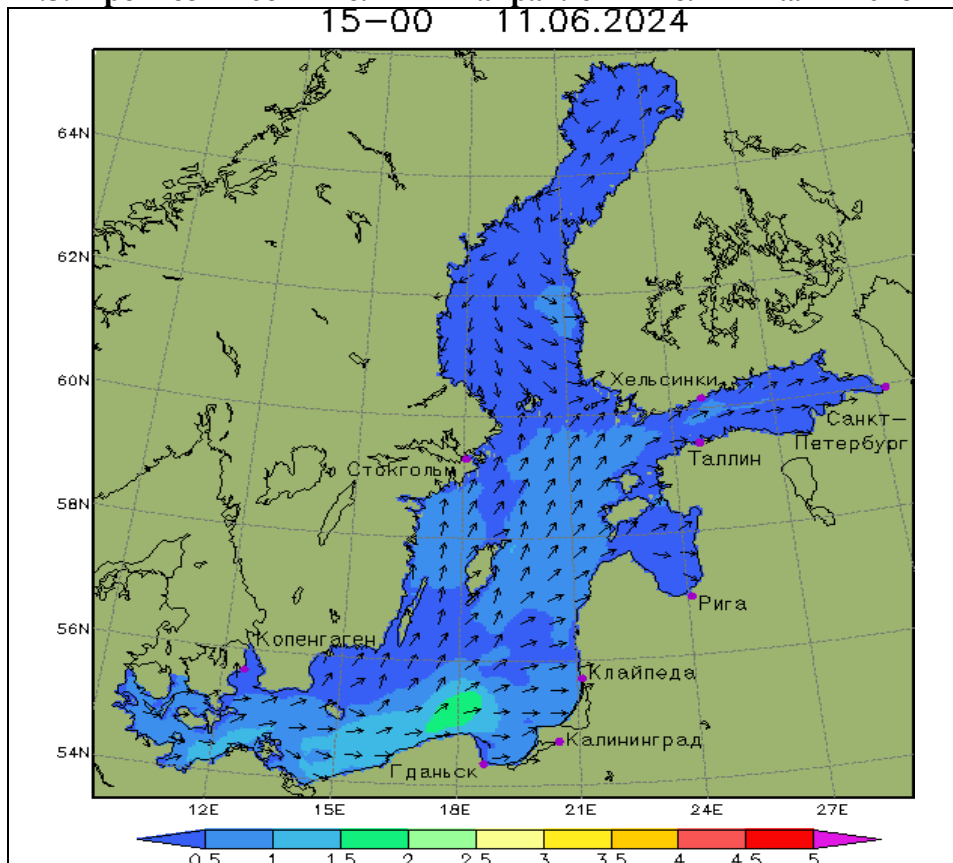 15-00 11.06.2024
64N
62N
60N
58N
56N
54N
Хельсинки
Санкт-
Петербург
Таллин
Стокгольм
Рига
Копенгаген
Клайпеда
Калининград
Гданьск
12E 15E 18E 21E 24E 27E
0.5 1 1.5 2 2.5 3 3.5 4 4.5 5